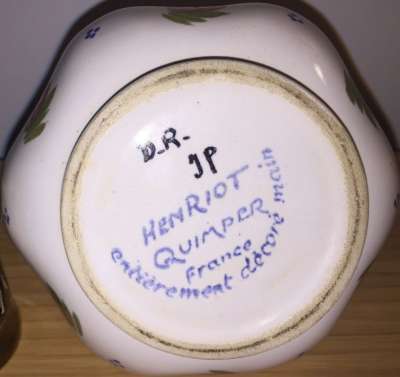 D.R.
JP
HENRIOT
QUIMPER
France
entièrement décoré main